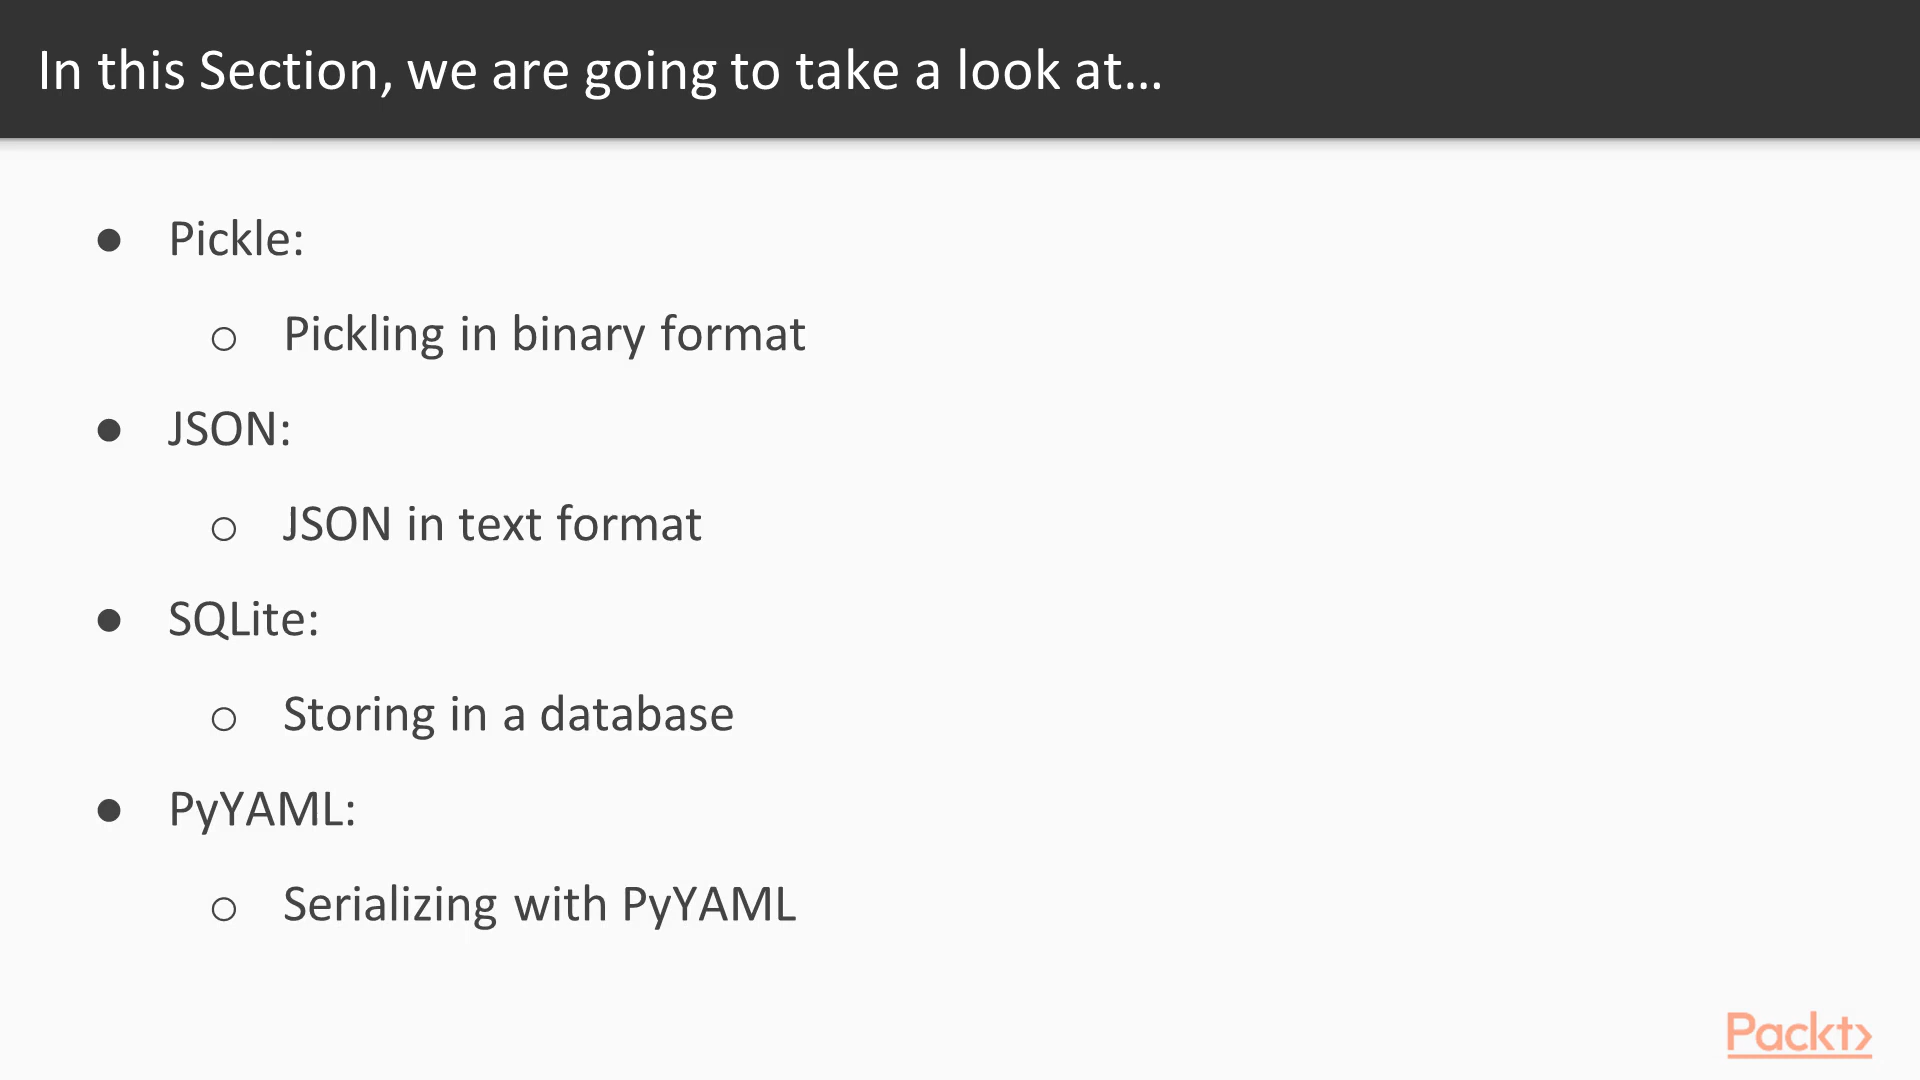 In this Section, we are going to take a look at...
● Pickle:
○ Pickling in binary format
● JSON:
○ JSON in text format
● SQLite:
○ Storing in a database
● PyYAML:
○ Serializing with PyYAML
Packt>